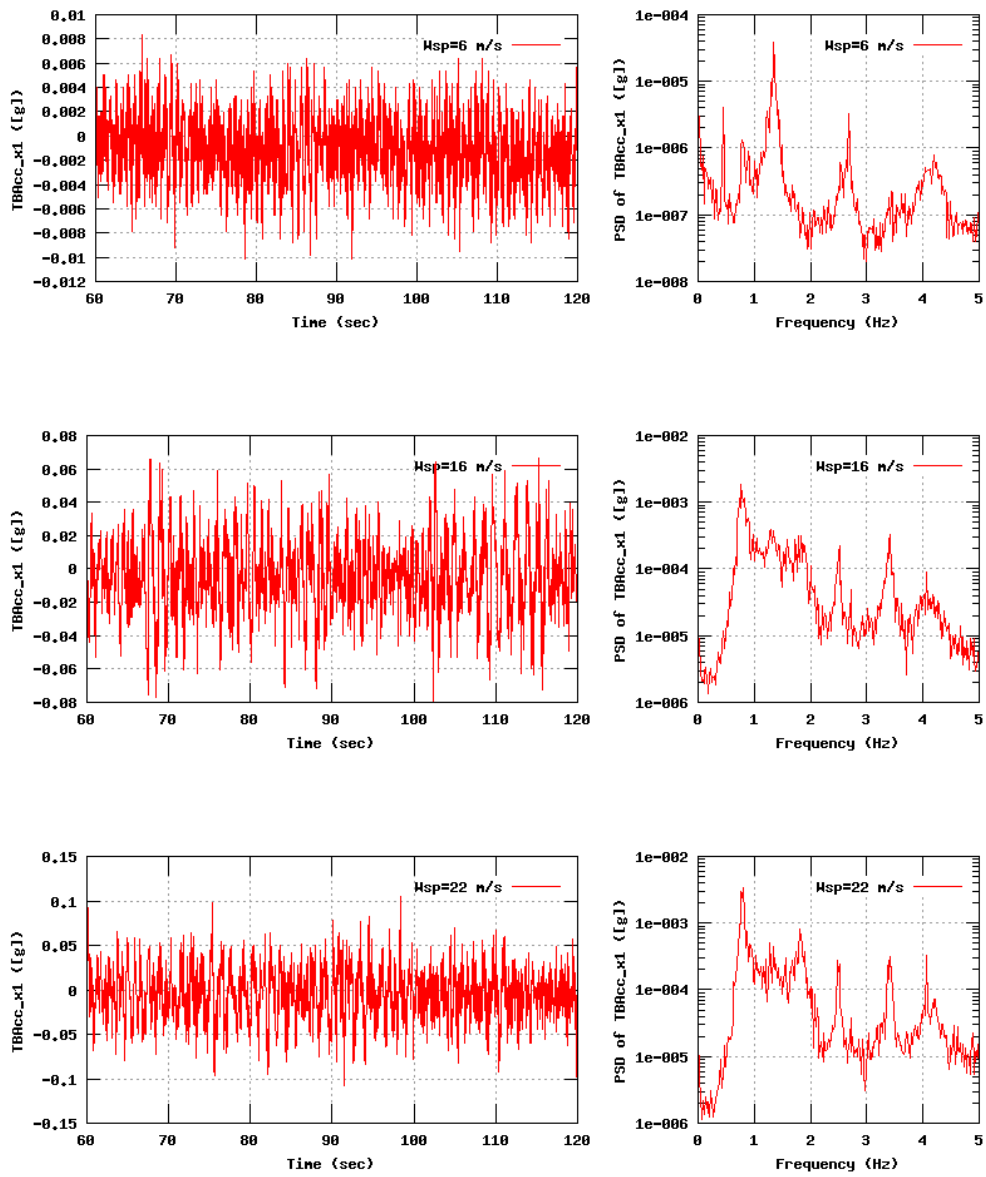 0.01
0.008
0.006
0.004
0.002
0
-0.002
-0.004
-0.006
-0.008
-0.01
-0.012
60 70 80 90 100 110 120
TBAcc_x1 ([g])
Time (sec)
Wsp=6 m/s
1e-004
1e-005
1e-006
1e-007
1e-008
0 1 2 3 4 5
PSD of TBAcc_x1 ([g])
Frequency (Hz)
Wsp=6 m/s
0.08
0.06
0.04
0.02
0
-0.02
-0.04
-0.06
-0.08
60 70 80 90 100 110 120
TBAcc_x1 ([g])
Time (sec)
Wsp=16 m/s
1e-002
1e-003
1e-004
1e-005
1e-006
0 1 2 3 4 5
PSD of TBAcc_x1 ([g])
Frequency (Hz)
Wsp=16 m/s
0.15
0.1
0.05
0
-0.05
-0.1
-0.15
60 70 80 90 100 110 120
TBAcc_x1 ([g])
Time (sec)
Wsp=22 m/s
1e-002
1e-003
1e-004
1e-005
1e-006
0 1 2 3 4 5
PSD of TBAcc_x1 ([g])
Frequency (Hz)
Wsp=22 m/s